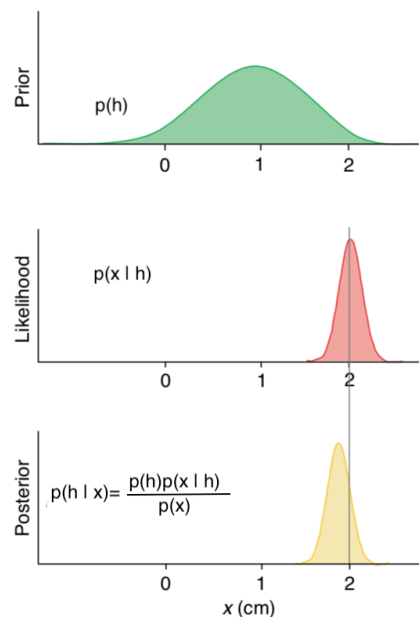 Prior
p(h)
0 1 2
Likelihood
p(x | h)
0 1 2
Posterior
p(h | x)= p(h)p(x | h)
p(x)
0 1 2
x (cm)